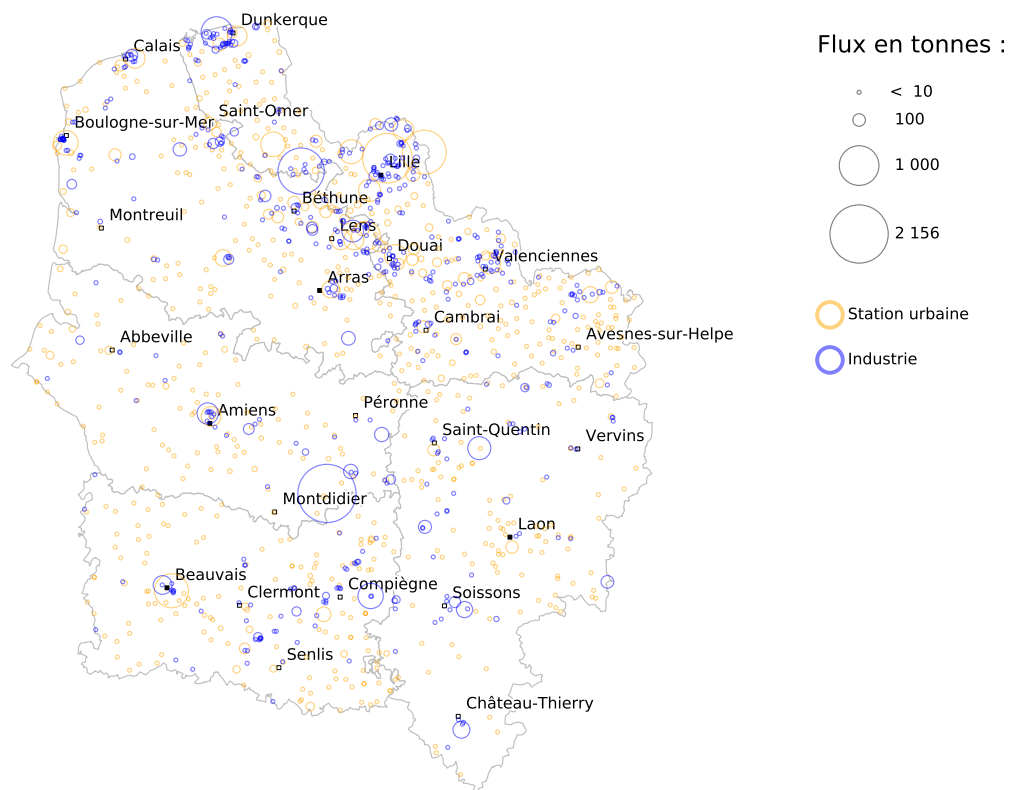 Dunkerque
Calais
Flux en tonnes :
< 10
Saint-Omer
100
Boulogne-sur-Mer
Lille
1 000
Béthune
Montreuil
Lens
2 156
Douai
Valenciennes
Arras
Station urbaine
Cambrai
Abbeville
Avesnes-sur-Helpe
Industrie
Péronne
Amiens
Saint-Quentin
Vervins
Montdidier
Laon
Beauvais
Compiègne
Clermont
Soissons
Senlis
Château-Thierry